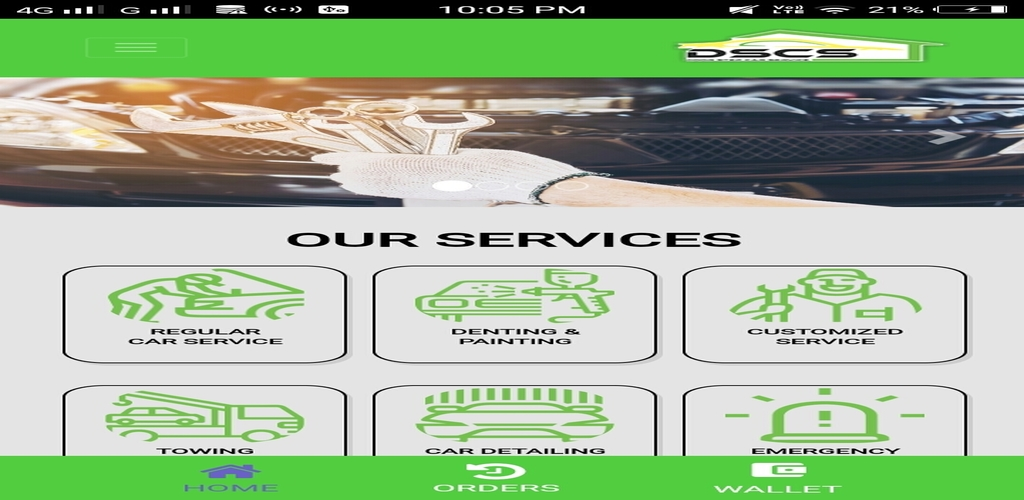 4G G 10:05 PM Vo) LTE 21%
DSCS
OUR SERVICES
REGULAR
CAR SERVICE
DENTING &
PAINTING
CUSTOMIZED
SERVICE
TOWING
CAR DETAILING
EMERGENCY
HOME
ORDERS
WALLET